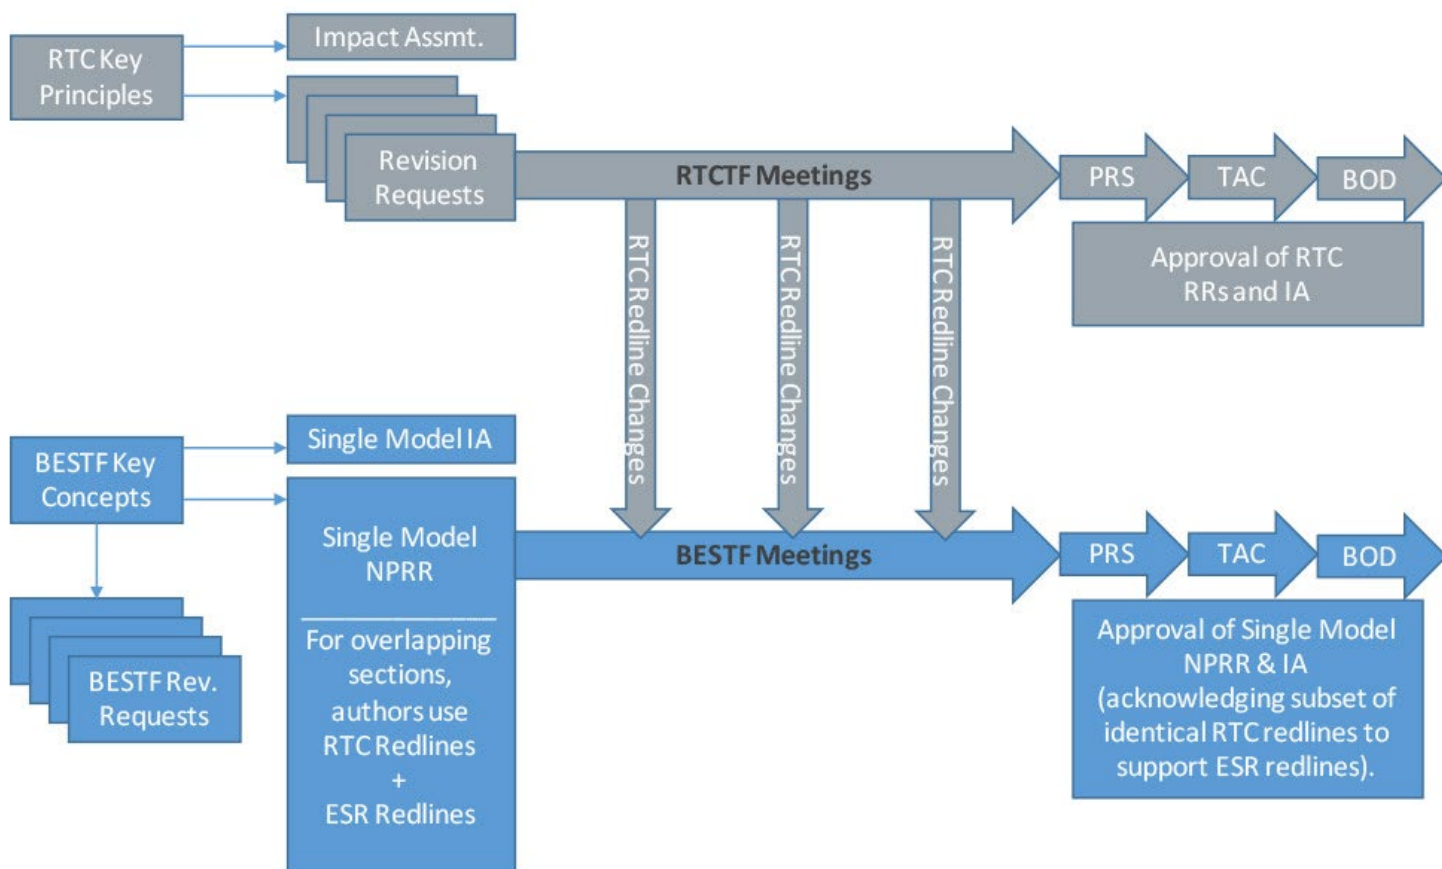 RTC Key
Principles
Impact Assmt.
Revision
Requests
RTCTF Meetings
PRS
TAC
BOD
Approval of RTC
RRs and IA
RTC Redline Changes
RTC Redline Changes
RTC Redline Changes
BESTF Key
Concepts
Single Model IA
Single Model
NPRR
For overlapping
sections,
authors use
RTC Redlines
+
ESR Redlines
BESTF Rev.
Requests
BESTF Meetings
PRS
TAC
BOD
Approval of Single Model
NPRR & IA
(acknowledging subset of
identical RTC redlines to
support ESR redlines).